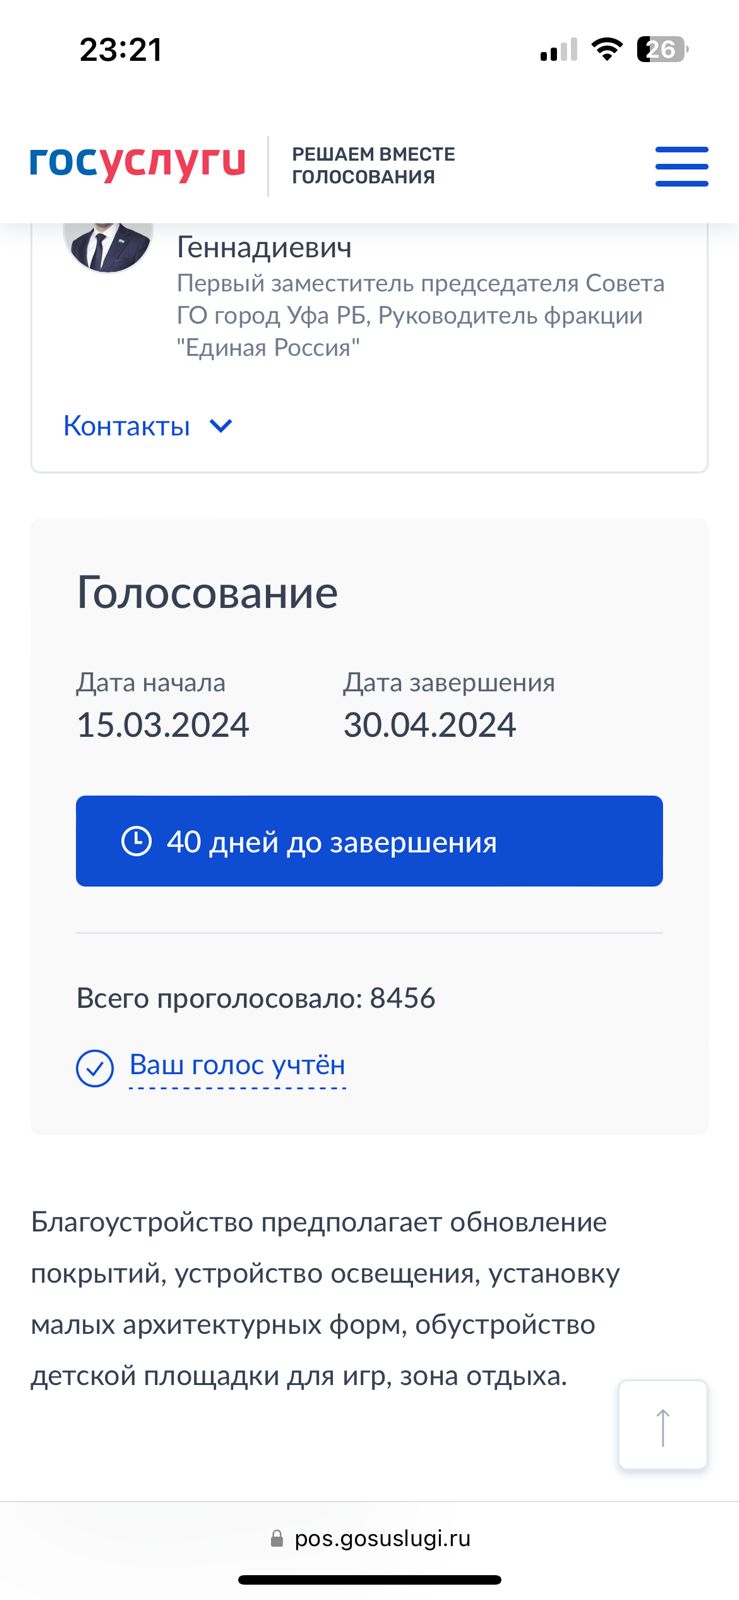 23:21
26
госуслуги
РЕШАЕМ ВМЕСТЕ
ГОЛОСОВАНИЯ
Геннадиевич
Первый заместитель председателя Совета
ГО город Уфа РБ, Руководитель фракции
"Единая Россия"
Контакты
Голосование
Дата начала
15.03.2024
Дата завершения
30.04.2024
40 дней до завершения
Всего проголосовало: 8456
Ваш голос учтён
Благоустройство предполагает обновление
покрытий, устройство освещения, установку
малых архитектурных форм, обустройство
детской площадки для игр, зона отдыха.
pos.gosuslugi.ru